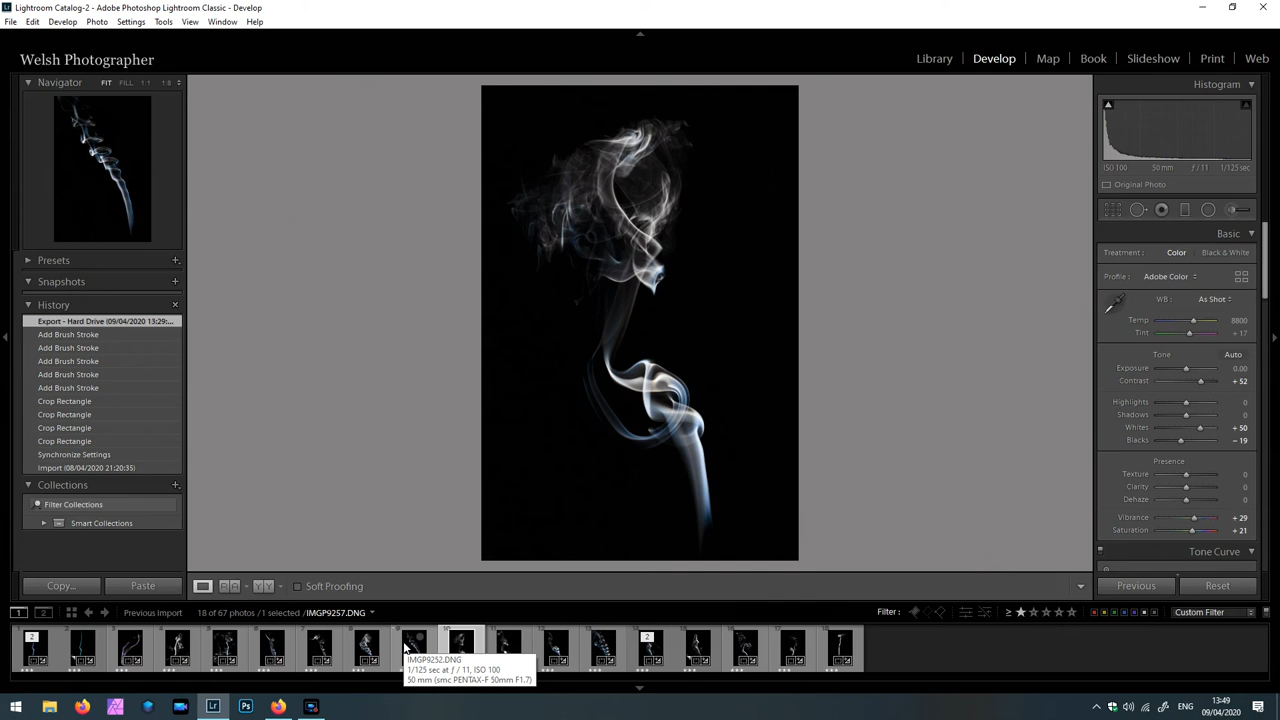 Lightroom Catalog-2 - Adobe Photoshop Lightroom Classic - Develop
File Edit Develop Photo Settings Tools View Window Help
Welsh Photographer
Library Develop Map Book Slideshow Print Web
Navigator FIT FILL 1:1 1:8
Presets
Snapshots
History
Export - Hard Drive (09/04/2020 13:29:...
Add Brush Stroke
Add Brush Stroke
Add Brush Stroke
Add Brush Stroke
Add Brush Stroke
Crop Rectangle
Crop Rectangle
Crop Rectangle
Crop Rectangle
Synchronize Settings
Import (08/04/2020 21:20:35)
Collections
Filter Collections
Smart Collections
Copy... Paste
Histogram
ISO 100 50 mm ƒ / 11 1/125 sec
Original Photo
Basic
Treatment: Color Black & White
Profile: Adobe Color
WB: As Shot
Temp 8800
Tint + 17
Tone Auto
Exposure 0.00
Contrast + 52
Highlights 0
Shadows 0
Whites + 50
Blacks - 19
Presence
Texture 0
Clarity 0
Dehaze 0
Vibrance + 29
Saturation + 21
Tone Curve
Previous Reset
Soft Proofing
1 2 Previous Import 18 of 67 photos /1 selected /IMGP9257.DNG
Filter: Custom Filter
IMGP9252.DNG
1/125 sec at ƒ / 11, ISO 100
50 mm (smc PENTAX-F 50mm F1.7)
ENG
13:49
09/04/2020